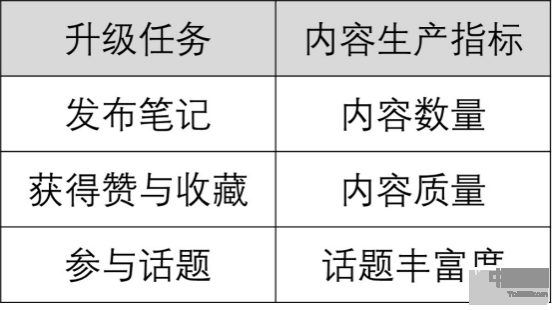 升级任务 内容生产指标
发布笔记 内容数量
获得赞与收藏 内容质量
参与话题 话题丰富度